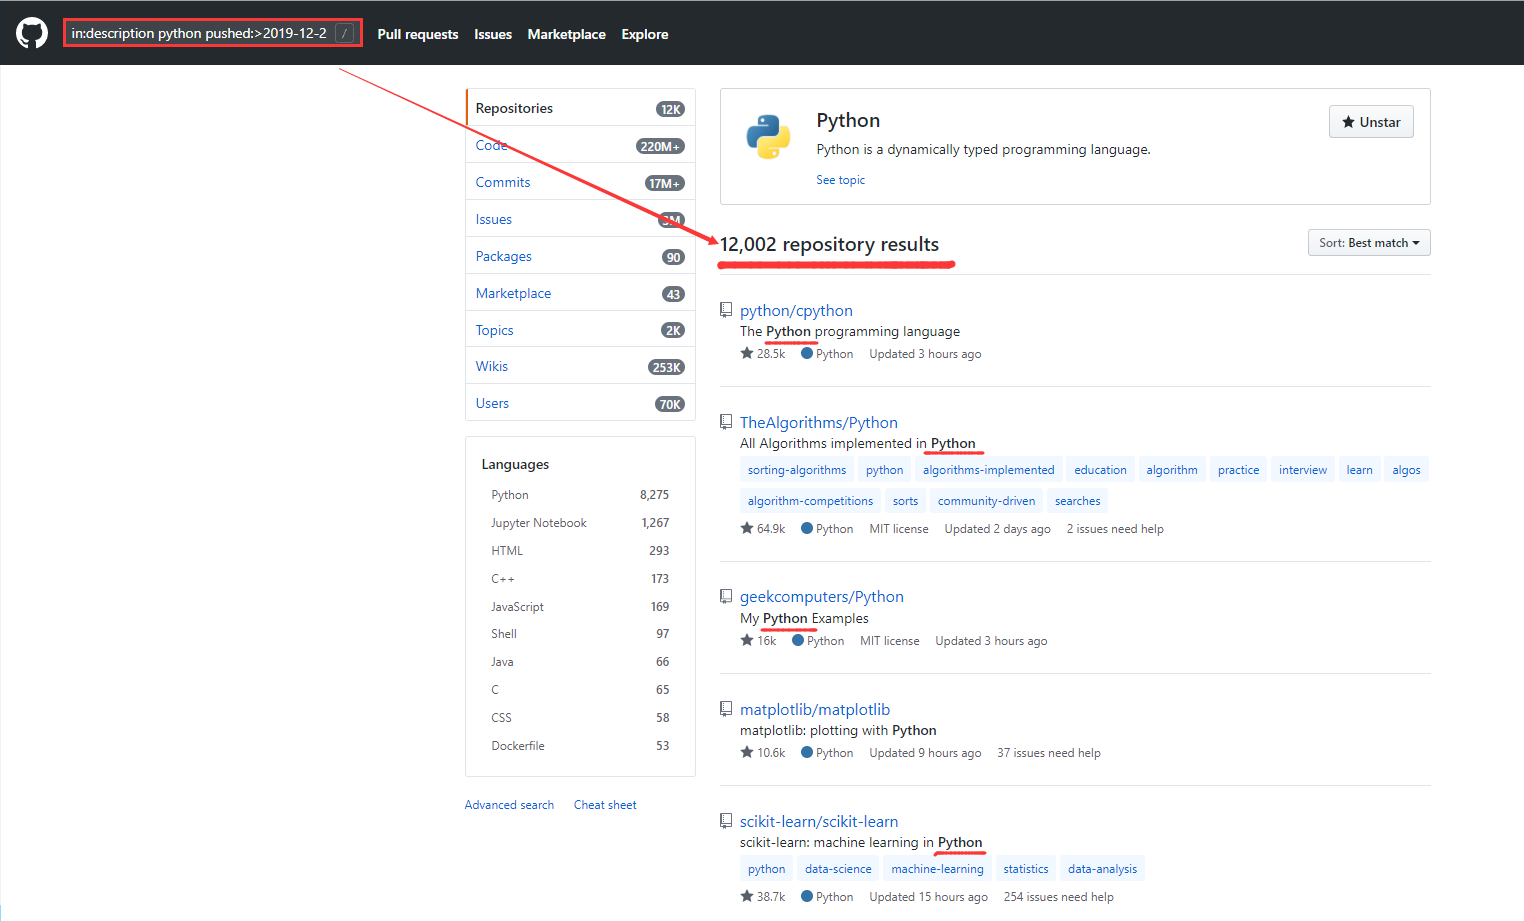 in:description python pushed:>2019-12-2 /
Pull requests Issues Marketplace Explore
Repositories 12K
Code 220M+
Commits 17M+
Issues 3M
Packages 90
Marketplace 43
Topics 2K
Wikis 253K
Users 70K
Languages
Python 8,275
Jupyter Notebook 1,267
HTML 293
C++ 173
JavaScript 169
Shell 97
Java 66
C 65
CSS 58
Dockerfile 53
Advanced search Cheat sheet
Python
Unstar
Python is a dynamically typed programming language.
See topic
12,002 repository results
Sort: Best match
python/cpython
The Python programming language
28.5k Python Updated 3 hours ago
TheAlgorithms/Python
All Algorithms implemented in Python
sorting-algorithms python algorithms-implemented education algorithm practice interview learn algos
algorithm-competitions sorts community-driven searches
64.9k Python MIT license Updated 2 days ago 2 issues need help
geekcomputers/Python
My Python Examples
16k Python MIT license Updated 3 hours ago
matplotlib/matplotlib
matplotlib: plotting with Python
10.6k Python Updated 9 hours ago 37 issues need help
scikit-learn/scikit-learn
scikit-learn: machine learning in Python
python data-science machine-learning statistics data-analysis
38.7k Python Updated 15 hours ago 254 issues need help